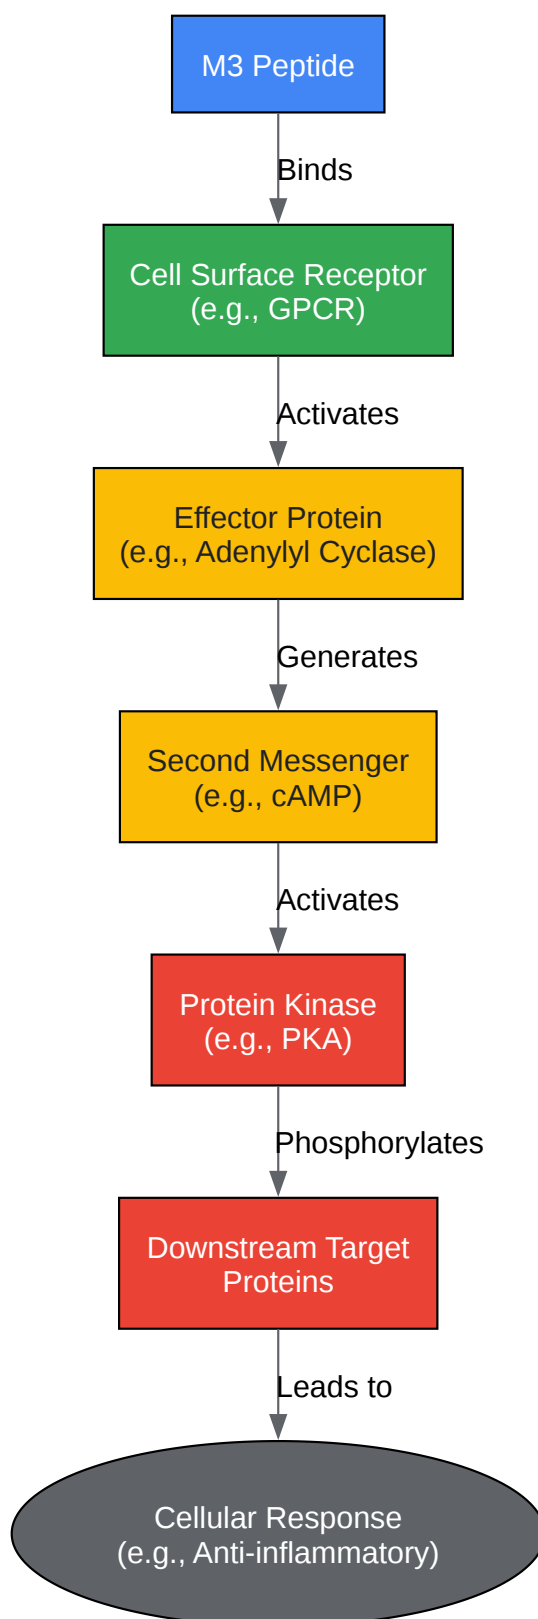 M3 Peptide
Binds
Cell Surface Receptor
(e.g., GPCR)
Activates
Effector Protein
(e.g., Adenylyl Cyclase)
Generates
Second Messenger
(e.g., cAMP)
Activates
Protein Kinase
(e.g., PKA)
Phosphorylates
Downstream Target
Proteins
Leads to
Cellular Response
(e.g., Anti-inflammatory)